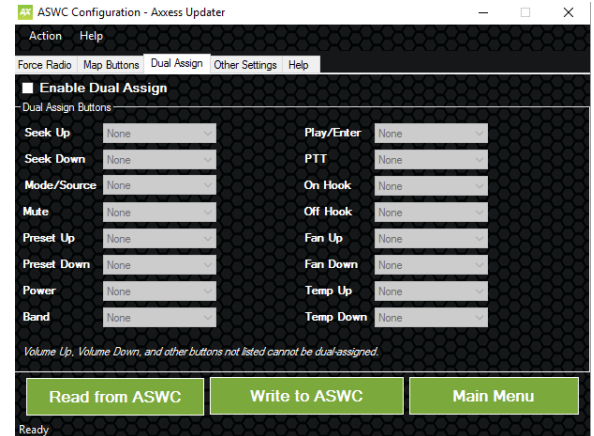 AX ASWC Configuration - Axxess Updater
Action Help
Force Radio Map Buttons Dual Assign Other Settings Help
Enable Dual Assign
Dual Assign Buttons
Seek Up None Play/Enter None
Seek Down None PTT None
Mode/Source None On Hook None
Mute None Off Hook None
Preset Up None Fan Up None
Preset Down None Fan Down None
Power None Temp Up None
Band None Temp Down None
Volume Up, Volume Down, and other buttons not listed cannot be dual-assigned.
Read from ASWC Write to ASWC Main Menu
Ready